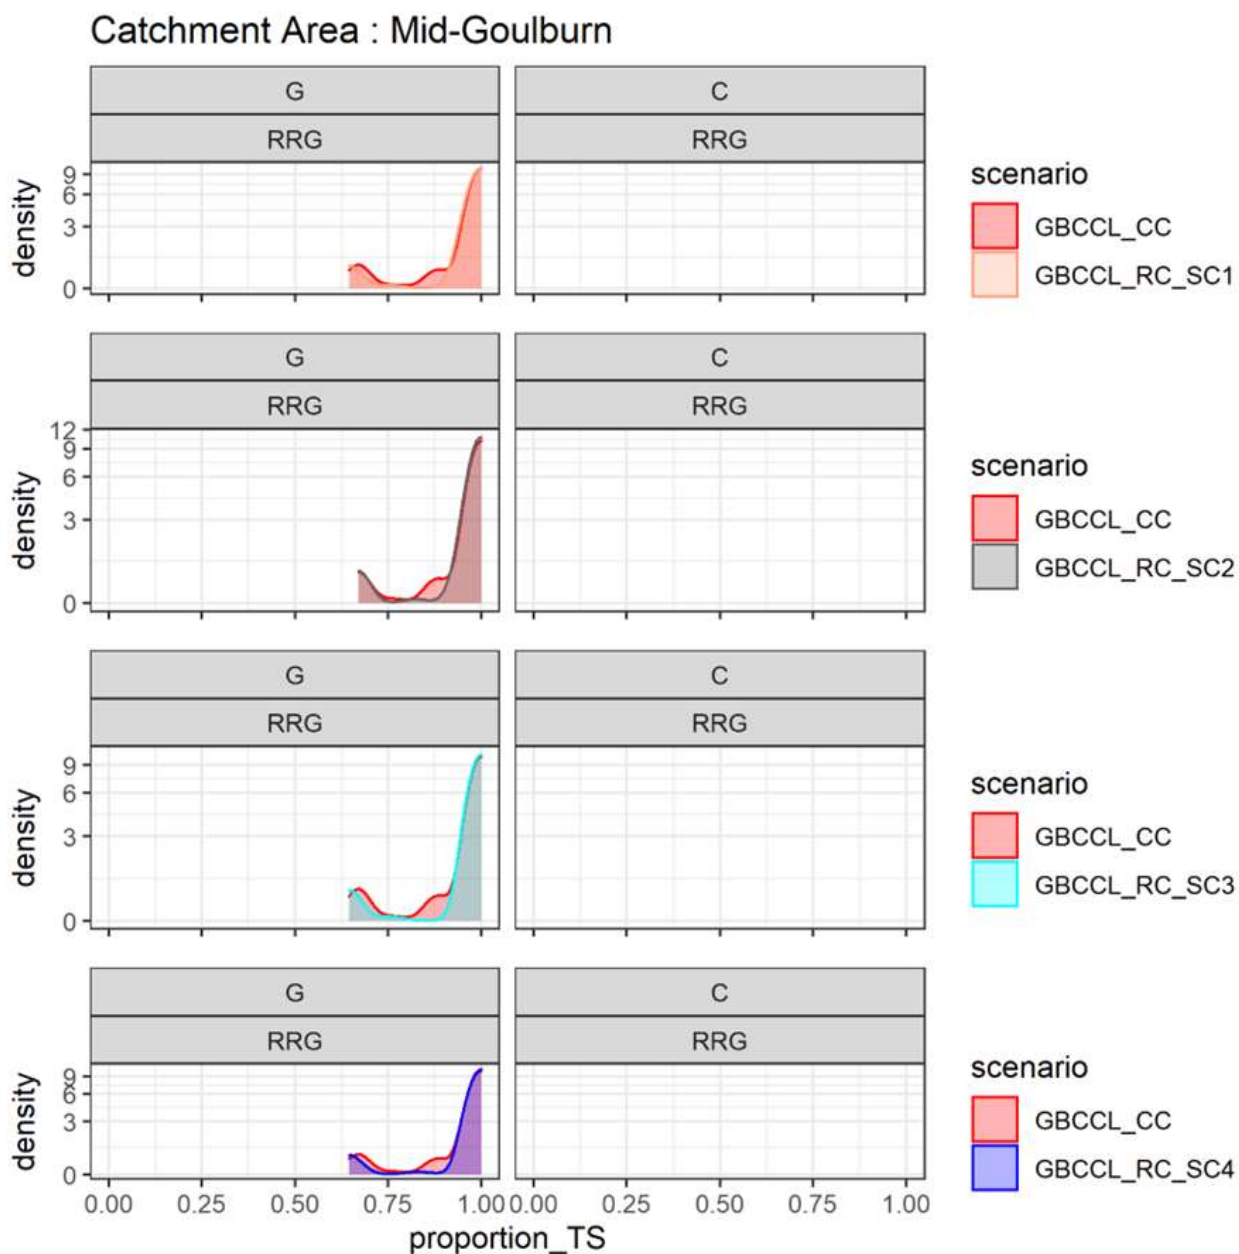 Catchment Area : Mid-Goulburn
G C
RRG RRG
9
6
3
0
density
scenario
GBCCL_CC
GBCCL_RC_SC1
G C
RRG RRG
12
9
6
3
0
density
scenario
GBCCL_CC
GBCCL_RC_SC2
G C
RRG RRG
9
6
3
0
density
scenario
GBCCL_CC
GBCCL_RC_SC3
G C
RRG RRG
9
6
3
0
density
scenario
GBCCL_CC
GBCCL_RC_SC4
0.00 0.25 0.50 0.75 1.00 0.00 0.25 0.50 0.75 1.00
proportion_TS